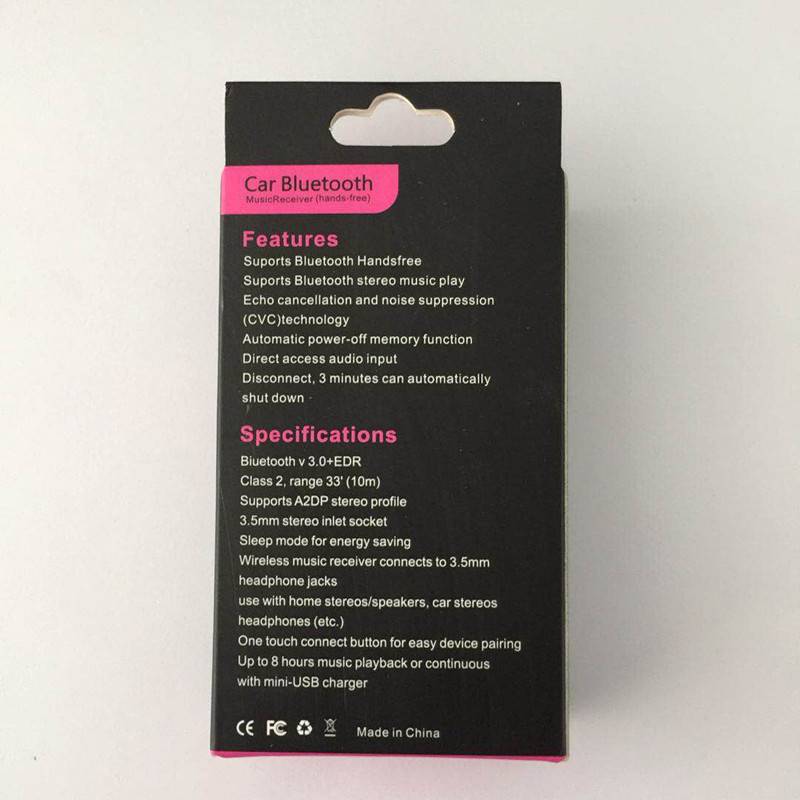 Car Bluetooth
MusicReceiver (hands-free)
Features
Suports Bluetooth Handsfree
Suports Bluetooth stereo music play
Echo cancellation and noise suppression
(CVC)technology
Automatic power-off memory function
Direct access audio input
Disconnect, 3 minutes can automatically
shut down
Specifications
Bluetooth v 3.0+EDR
Class 2, range 33' (10m)
Supports A2DP stereo profile
3.5mm stereo inlet socket
Sleep mode for energy saving
Wireless music receiver connects to 3.5mm
headphone jacks
use with home stereos/speakers, car stereos
headphones (etc.)
One touch connect button for easy device pairing
Up to 8 hours music playback or continuous
with mini-USB charger
CE FC Made in China